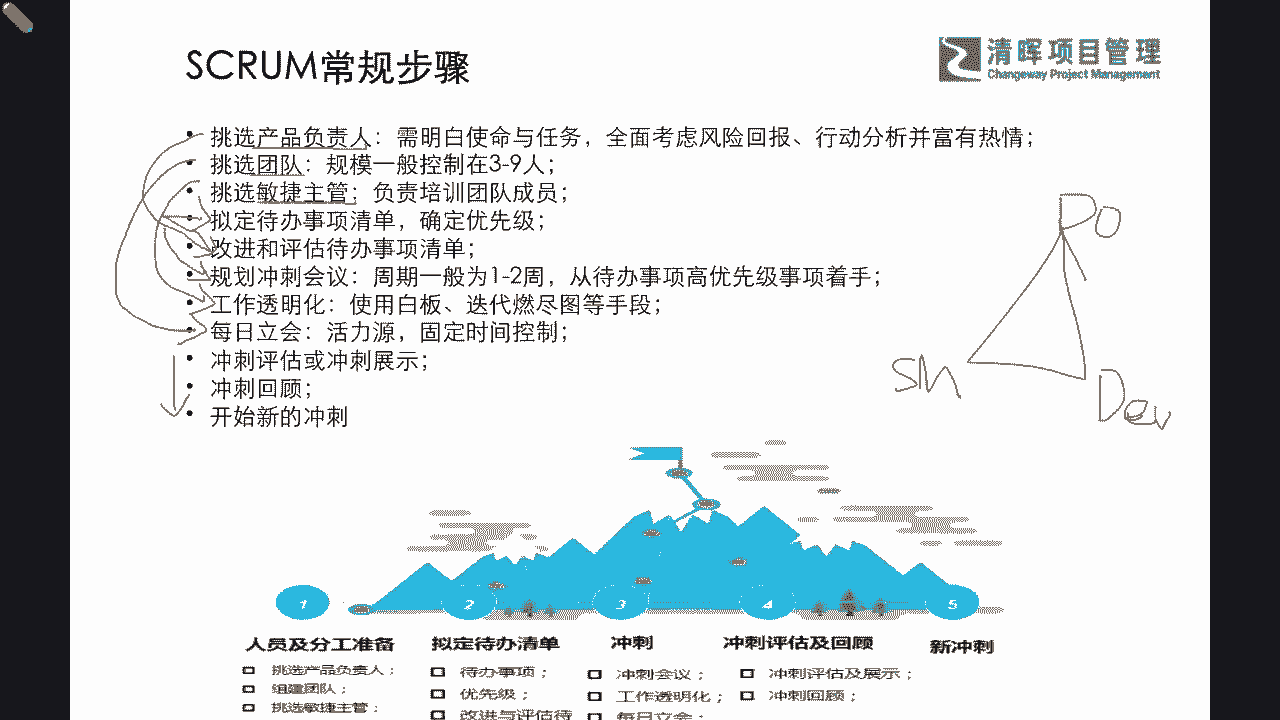 SCRUM常规步骤
清晖项目管理
Changeway Project Management
• 挑选产品负责人：需明白使命与任务，全面考虑风险回报、行动分析并富有热情；
• 挑选团队：规模一般控制在3-9人；
• 挑选敏捷主管：负责培训团队成员；
• 拟定待办事项清单，确定优先级；
• 改进和评估待办事项清单；
• 规划冲刺会议：周期一般为1-2周，从待办事项高优先级事项着手；
• 工作透明化：使用白板、迭代燃尽图等手段；
• 每日立会：活力源，固定时间控制；
• 冲刺评估或冲刺展示；
• 冲刺回顾；
• 开始新的冲刺
PO
SM
Dev
1 2 3 4 5
人员及分工准备 拟定待办清单 冲刺 冲刺评估及回顾 新冲刺
挑选产品负责人； 待办事项； 冲刺会议； 冲刺评估及展示；
组建团队； 优先级； 工作透明化； 冲刺回顾；
挑选敏捷主管； 改进与评估待 每日立会；